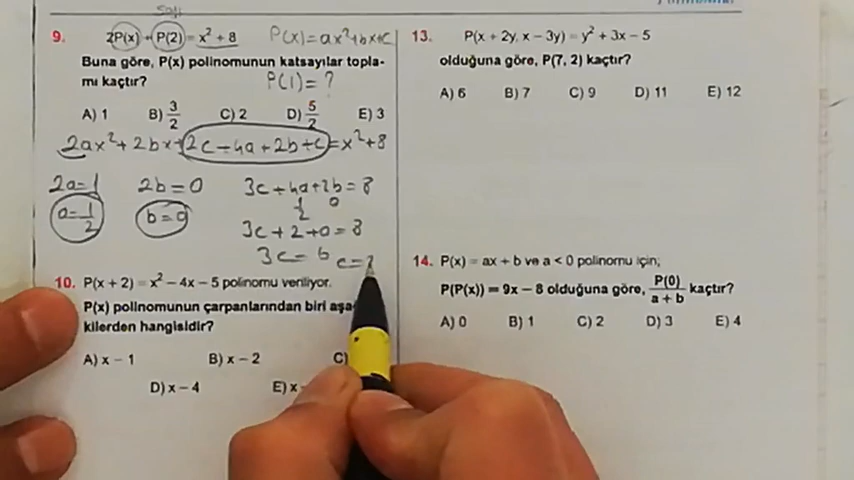 Sayı
9. 2P(x) + P(2) = x² + 8
P(x) = ax² + bx + c
Buna göre, P(x) polinomunun katsayılar topla-
mı kaçtır?
P(1) = ?
A) 1 B) 3/2 C) 2 D) 5/2 E) 3
2ax² + 2bx + 2c + 4a + 2b + c = x² + 8
2a = 1 2b = 0 3c + 4a + 2b = 8
a = 1/2 b = 0 1/2 0
3c + 2 + 0 = 8
3c = 6 c =
10. P(x + 2) = x² − 4x − 5 polinomu veriliyor.
P(x) polinomunun çarpanlarından biri aşa
kilerden hangisidir?
A) x − 1 B) x − 2 C)
D) x − 4 E) x
13. P(x + 2y, x − 3y) = y² + 3x − 5
olduğuna göre, P(7, 2) kaçtır?
A) 6 B) 7 C) 9 D) 11 E) 12
14. P(x) = ax + b ve a < 0 polinomu için;
P(P(x)) = 9x − 8 olduğuna göre, P(0)/(a + b) kaçtır?
A) 0 B) 1 C) 2 D) 3 E) 4